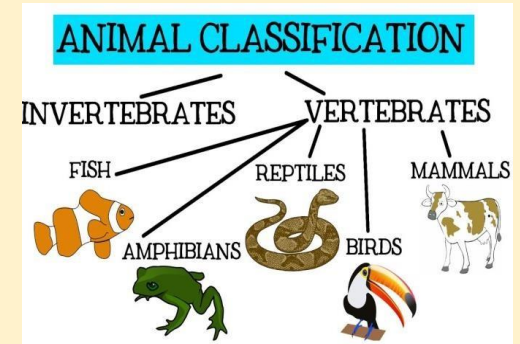 ANIMAL CLASSIFICATION
INVERTEBRATES
VERTEBRATES
FISH
REPTILES
MAMMALS
AMPHIBIANS
BIRDS